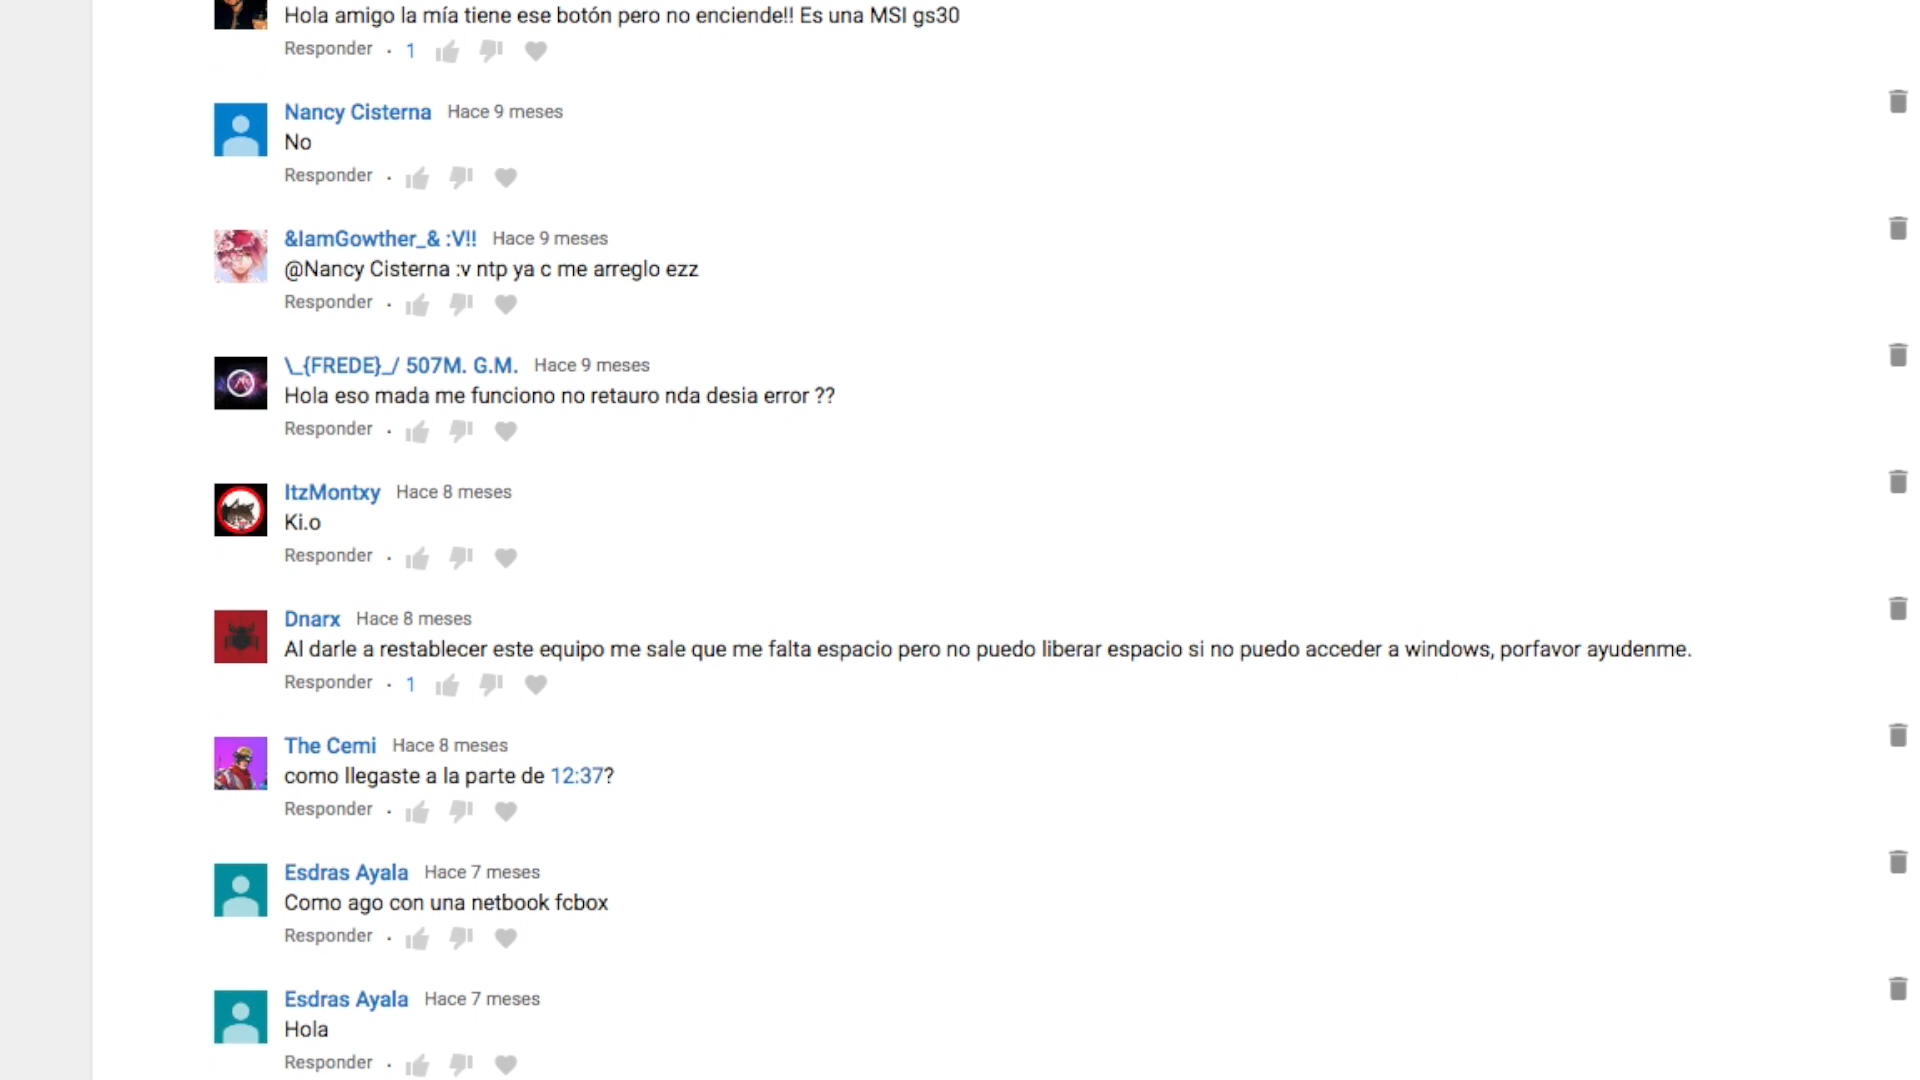 Hola amigo la mía tiene ese botón pero no enciende!! Es una MSI gs30
Responder · 1
Nancy Cisterna Hace 9 meses
No
Responder ·
&IamGowther_& :V!! Hace 9 meses
@Nancy Cisterna :v ntp ya c me arreglo ezz
Responder ·
\_{FREDE}_/ 507M. G.M. Hace 9 meses
Hola eso mada me funciono no retauro nda desia error ??
Responder ·
ItzMontxy Hace 8 meses
Ki.o
Responder ·
Dnarx Hace 8 meses
Al darle a restablecer este equipo me sale que me falta espacio pero no puedo liberar espacio si no puedo acceder a windows, porfavor ayudenme.
Responder · 1
The Cemi Hace 8 meses
como llegaste a la parte de 12:37?
Responder ·
Esdras Ayala Hace 7 meses
Como ago con una netbook fcbox
Responder ·
Esdras Ayala Hace 7 meses
Hola
Responder ·